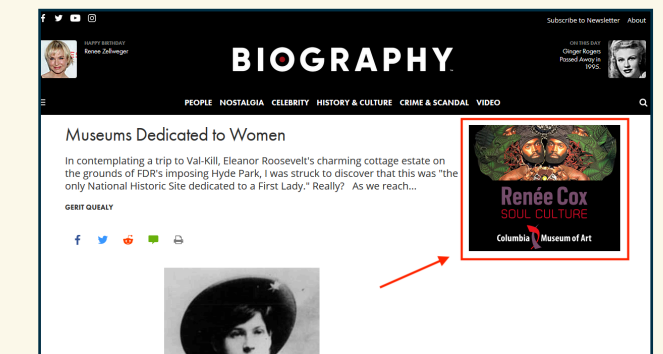 Subscribe to Newsletter About
HAPPY BIRTHDAY
Renee Zellweger
BIOGRAPHY.
ON THIS DAY
Ginger Rogers
Passed Away in
1995.
PEOPLE NOSTALGIA CELEBRITY HISTORY & CULTURE CRIME & SCANDAL VIDEO
Museums Dedicated to Women
In contemplating a trip to Val-Kill, Eleanor Roosevelt's charming cottage estate on
the grounds of FDR's imposing Hyde Park, I was struck to discover that this was "the
only National Historic Site dedicated to a First Lady." Really? As we reach...
GERIT QUEALY
Renée Cox
SOUL CULTURE
Columbia Museum of Art